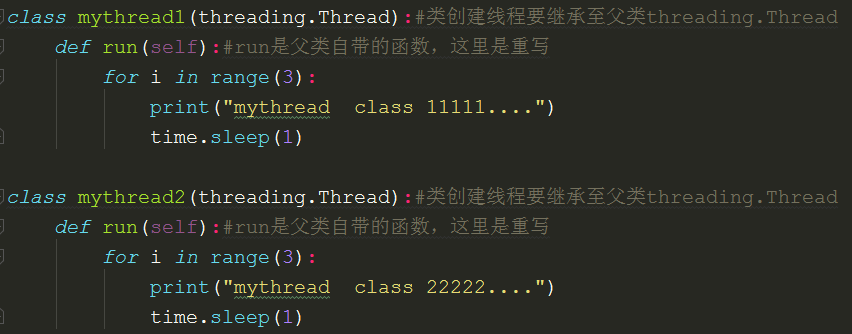 class mythread1(threading.Thread):#类创建线程要继承至父类threading.Thread
    def run(self):#run是父类自带的函数，这里是重写
        for i in range(3):
            print("mythread  class 11111....")
            time.sleep(1)
class mythread2(threading.Thread):#类创建线程要继承至父类threading.Thread
    def run(self):#run是父类自带的函数，这里是重写
        for i in range(3):
            print("mythread  class 22222....")
            time.sleep(1)